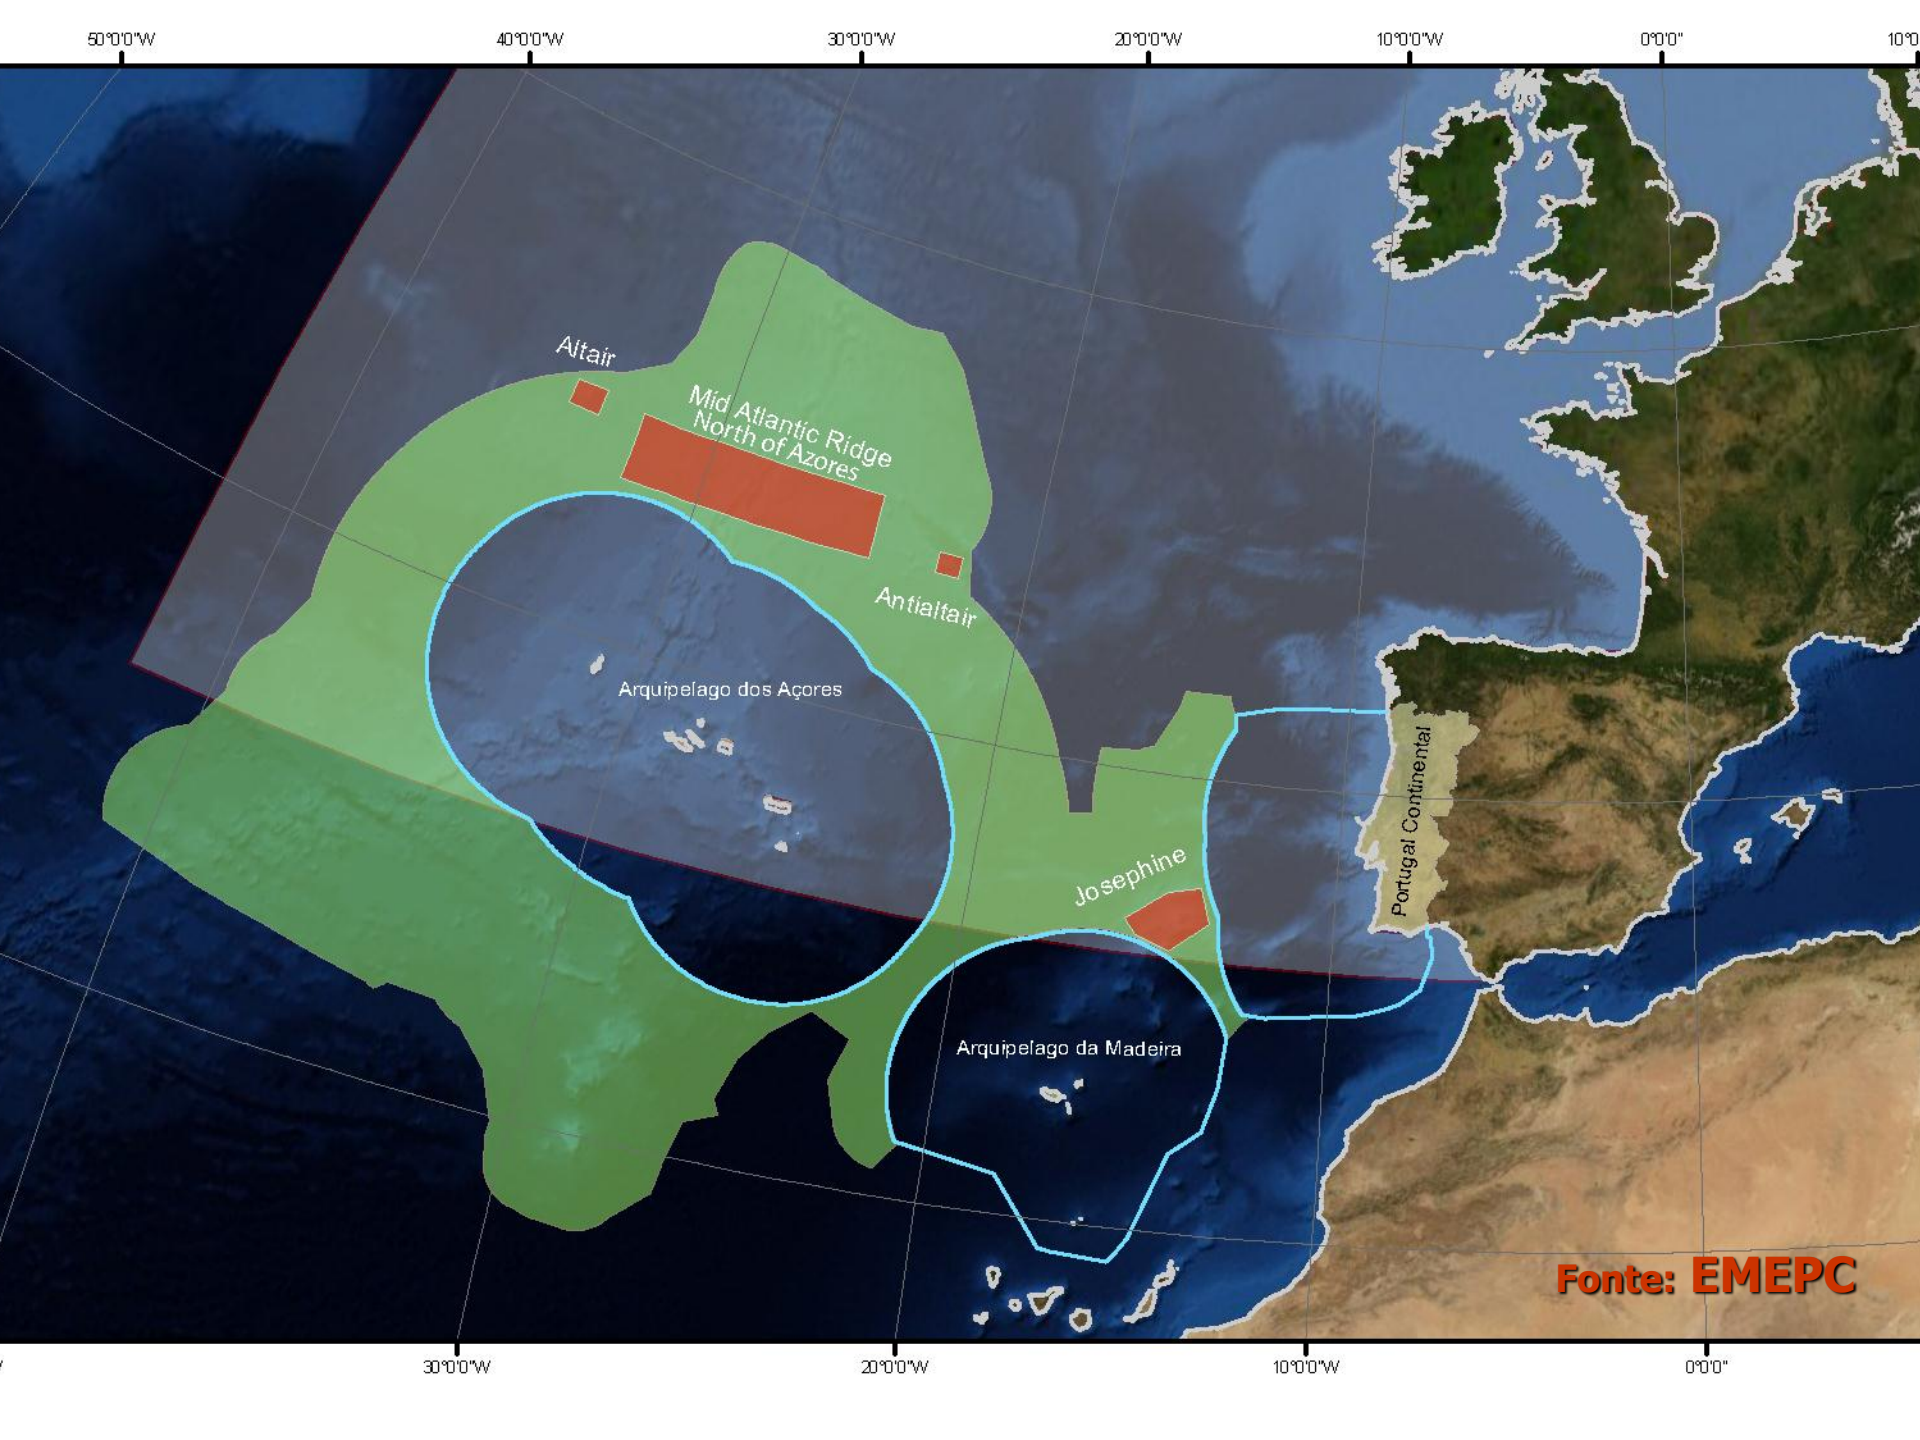 50°0'0"W
40°0'0"W
30°0'0"W
20°0'0"W
10°0'0"W
0°0'0"
10°0
Altair
Mid Atlantic Ridge
North of Azores
Antialtair
Arquipelago dos Açores
Portugal Continental
Josephine
Arquipelago da Madeira
Fonte: EMEPC
30°0'0"W
20°0'0"W
10°0'0"W
0°0'0"